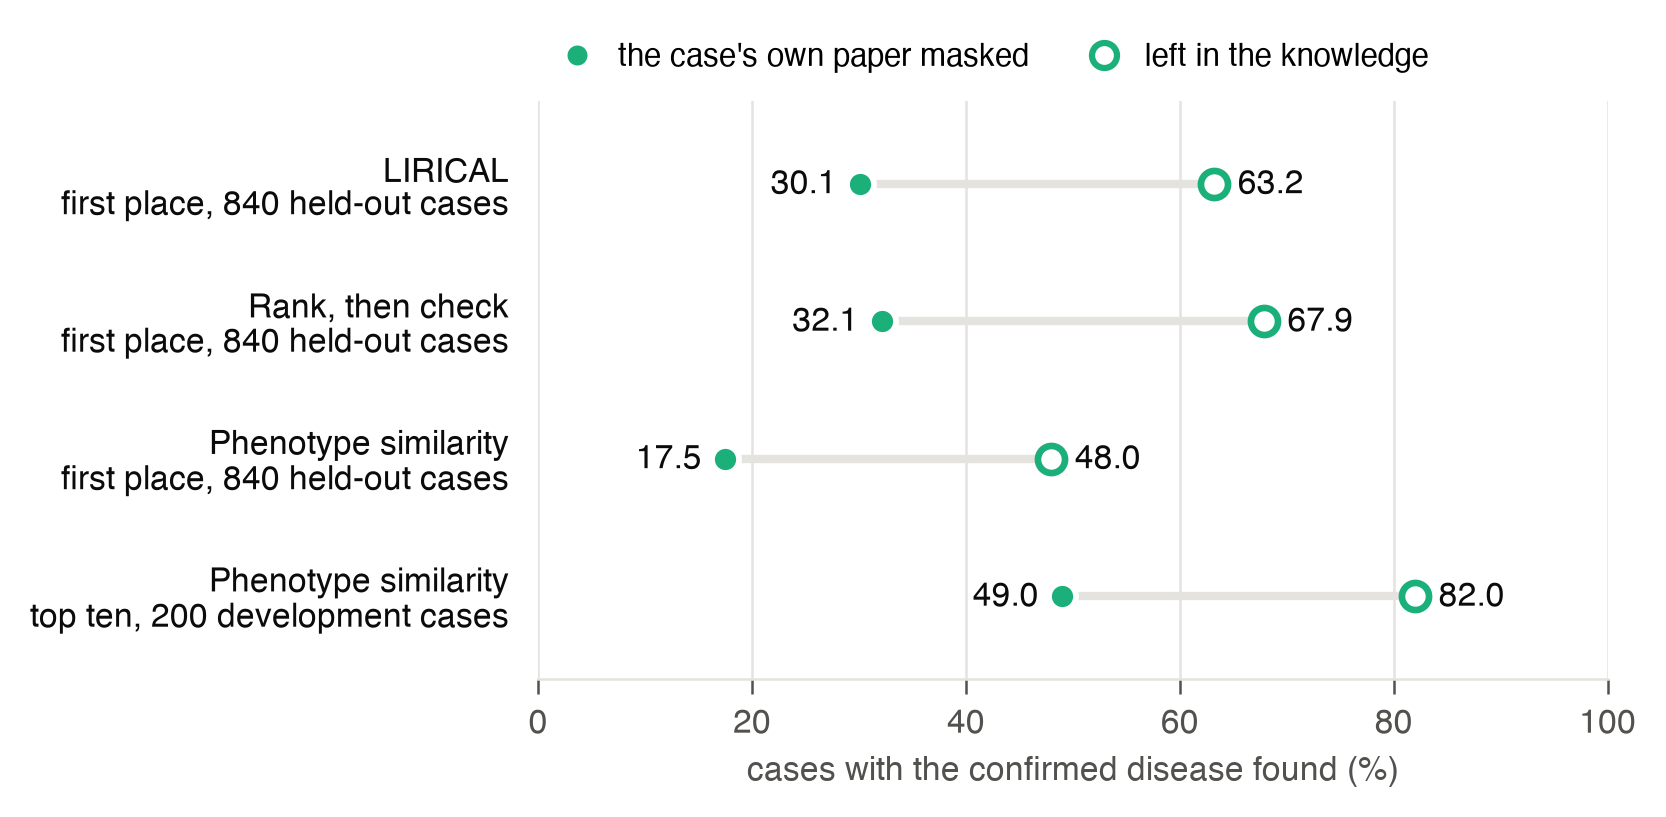 the case's own paper masked
left in the knowledge
LIRICAL
first place, 840 held-out cases
30.1
63.2
Rank, then check
first place, 840 held-out cases
32.1
67.9
Phenotype similarity
first place, 840 held-out cases
17.5
48.0
Phenotype similarity
top ten, 200 development cases
49.0
82.0
0 20 40 60 80 100
cases with the confirmed disease found (%)